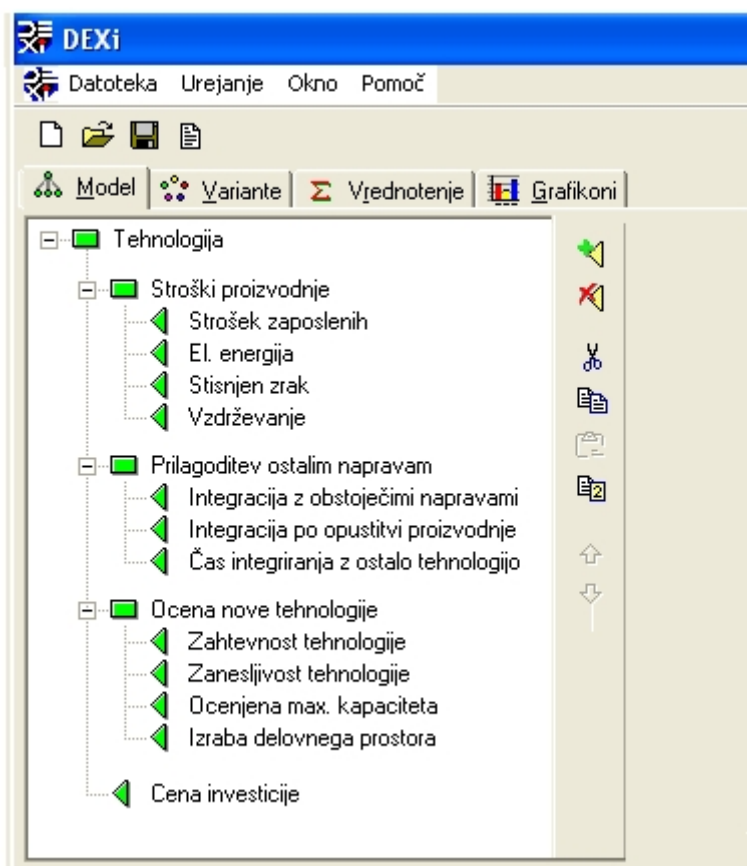 DEXi
Datoteka Urejanje Okno Pomoč
Model Variante Vrednotenje Grafikoni
Tehnologija
Stroški proizvodnje
Strošek zaposlenih
El. energija
Stisnjen zrak
Vzdrževanje
Prilagoditev ostalim napravam
Integracija z obstoječimi napravami
Integracija po opustitvi proizvodnje
Čas integriranja z ostalo tehnologijo
Ocena nove tehnologije
Zahtevnost tehnologije
Zanesljivost tehnologije
Ocenjena max. kapaciteta
Izraba delovnega prostora
Cena investicije